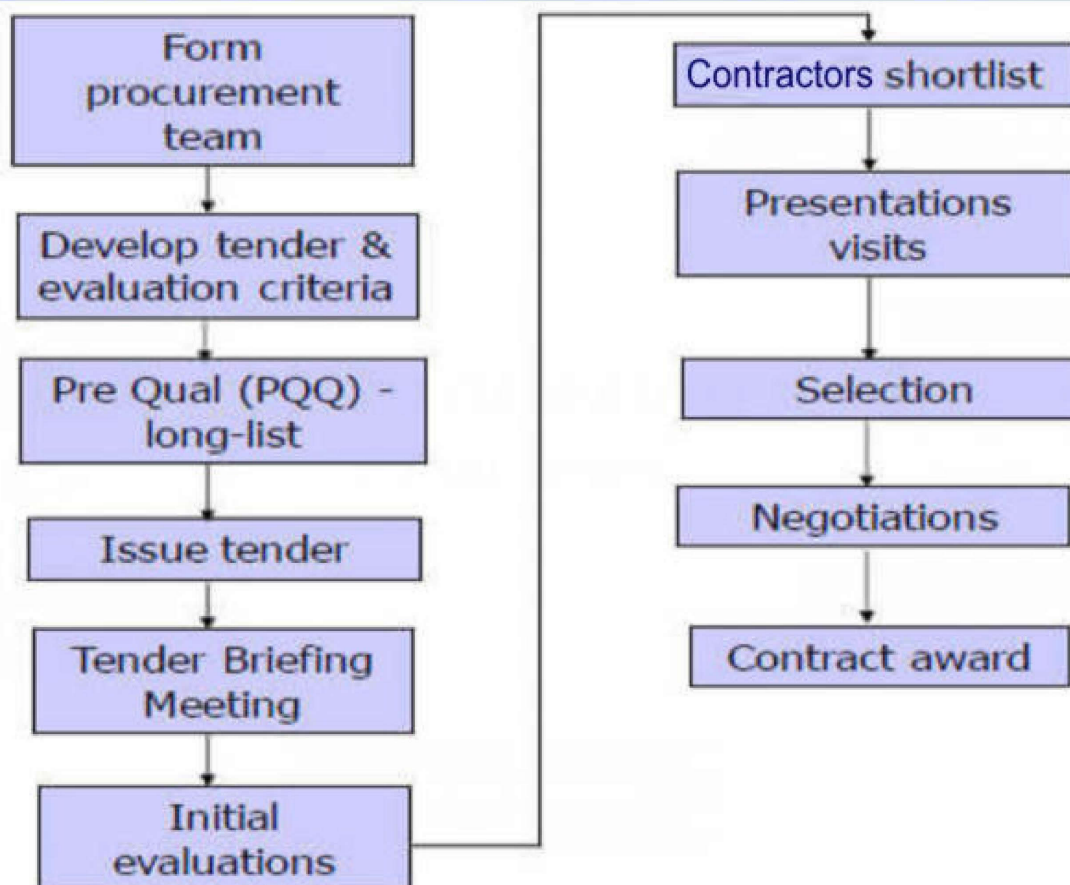 Form
procurement
team
Develop tender &
evaluation criteria
Pre Qual (PQQ) -
long-list
Issue tender
Tender Briefing
Meeting
Initial
evaluations
Contractors shortlist
Presentations
visits
Selection
Negotiations
Contract award